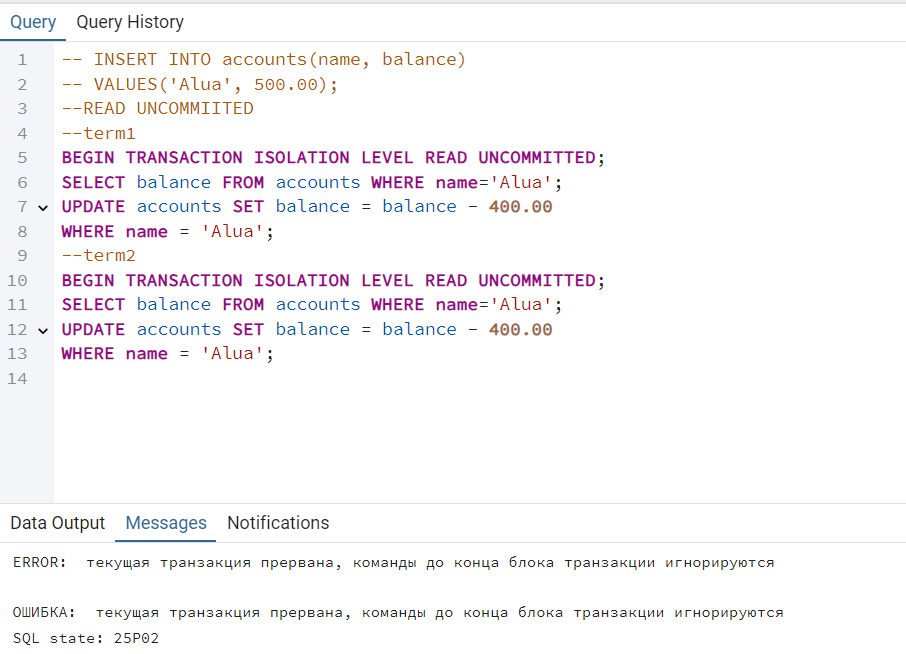 Query Query History
1 -- INSERT INTO accounts(name, balance)
2 -- VALUES('Alua', 500.00);
3 --READ UNCOMMIITED
4 --term1
5 BEGIN TRANSACTION ISOLATION LEVEL READ UNCOMMITTED;
6 SELECT balance FROM accounts WHERE name='Alua';
7 UPDATE accounts SET balance = balance - 400.00
8 WHERE name = 'Alua';
9 --term2
10 BEGIN TRANSACTION ISOLATION LEVEL READ UNCOMMITTED;
11 SELECT balance FROM accounts WHERE name='Alua';
12 UPDATE accounts SET balance = balance - 400.00
13 WHERE name = 'Alua';
14
Data Output Messages Notifications
ERROR: текущая транзакция прервана, команды до конца блока транзакции игнорируются
ОШИБКА: текущая транзакция прервана, команды до конца блока транзакции игнорируются
SQL state: 25P02